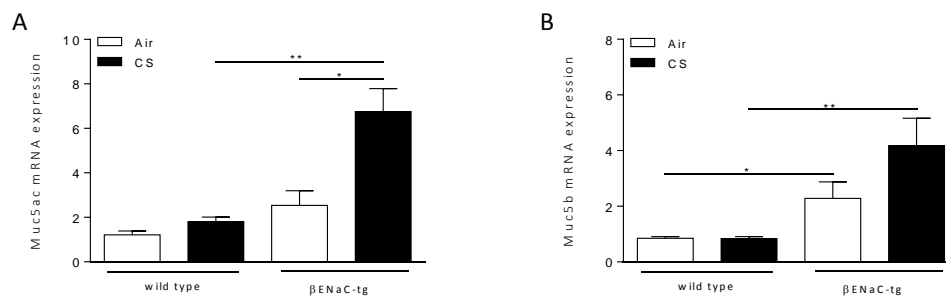 A
Muc5ac mRNA expression
10
8
6
4
2
0
Air
CS
**
*
wild type
βENaC-tg
B
Muc5b mRNA expression
8
6
4
2
0
Air
CS
**
*
wild type
βENaC-tg